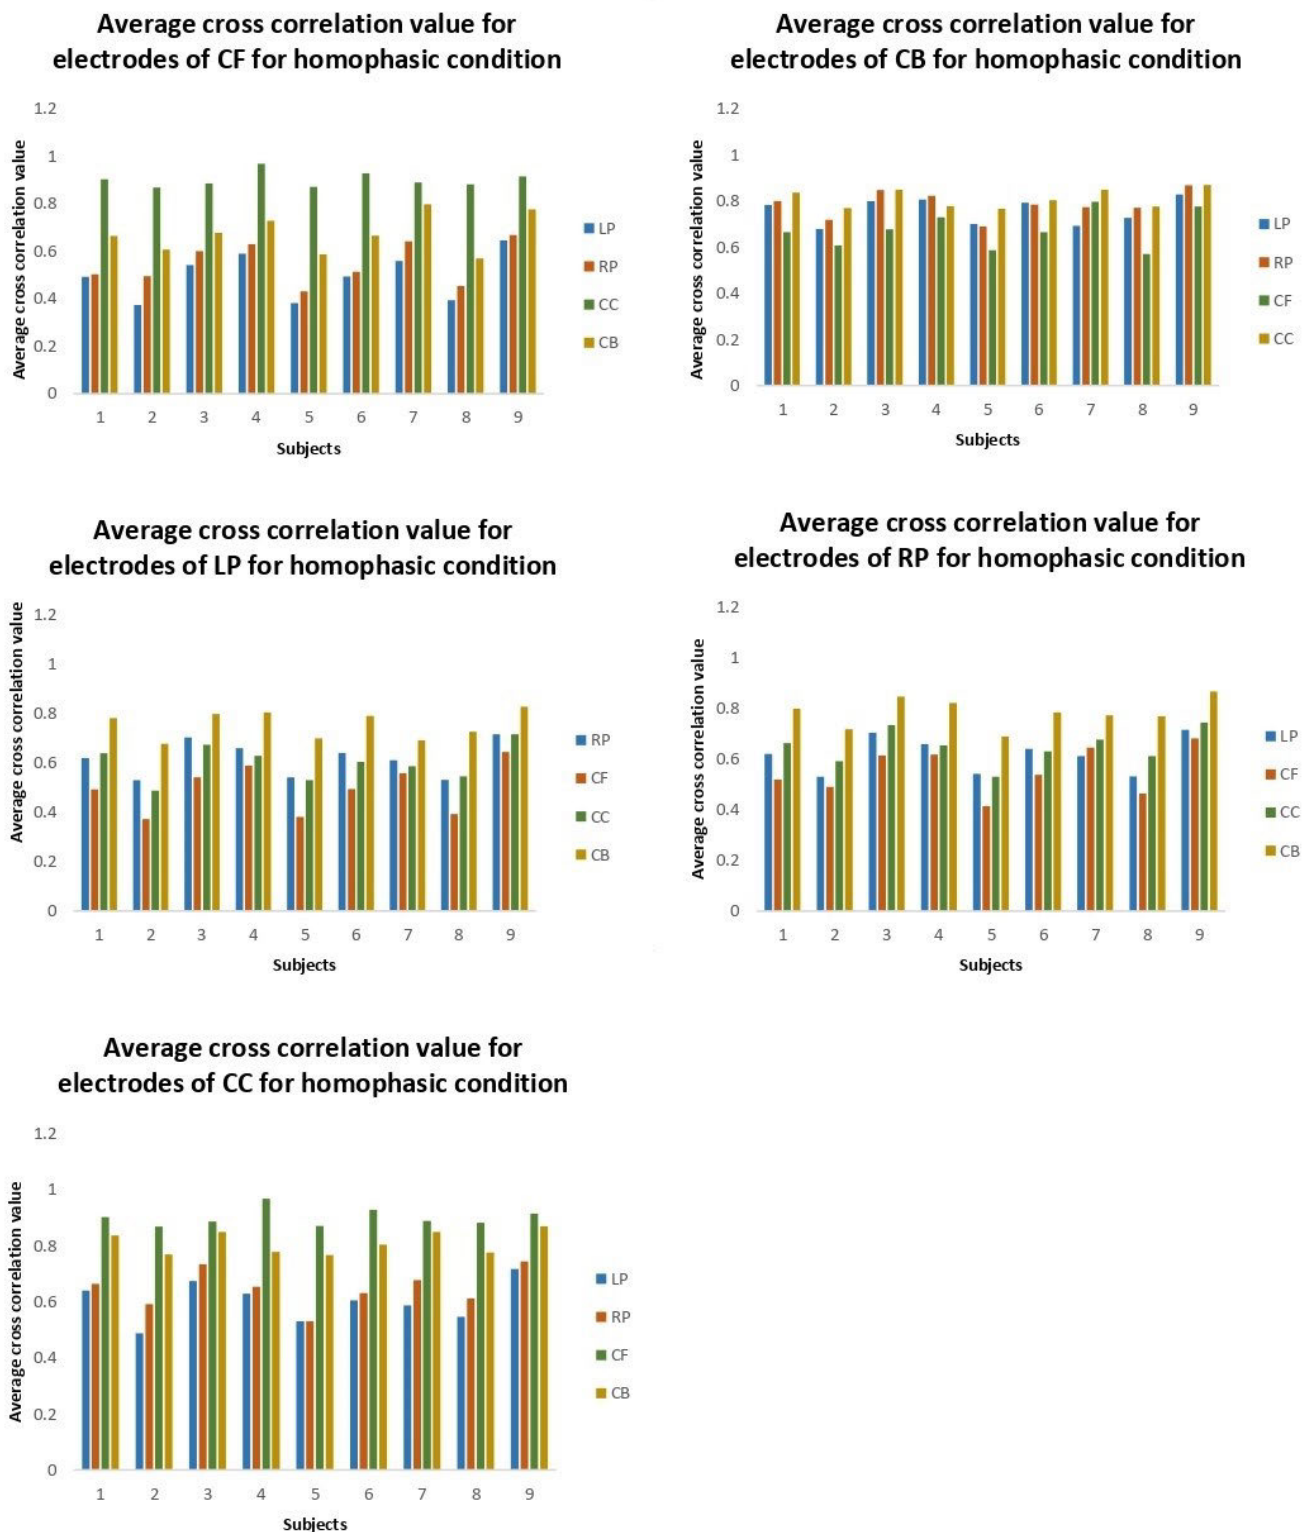 Average cross correlation value for
electrodes of CF for homophasic condition
1.2
1
0.8
0.6
0.4
0.2
0
Average cross correlation value
1 2 3 4 5 6 7 8 9
Subjects
LP
RP
CC
CB
Average cross correlation value for
electrodes of CB for homophasic condition
1.2
1
0.8
0.6
0.4
0.2
0
Average cross correlation value
1 2 3 4 5 6 7 8 9
Subjects
LP
RP
CF
CC
Average cross correlation value for
electrodes of LP for homophasic condition
1.2
1
0.8
0.6
0.4
0.2
0
Average cross correlation value
1 2 3 4 5 6 7 8 9
Subjects
RP
CF
CC
CB
Average cross correlation value for
electrodes of RP for homophasic condition
1.2
1
0.8
0.6
0.4
0.2
0
Average cross correlation value
1 2 3 4 5 6 7 8 9
Subjects
LP
CF
CC
CB
Average cross correlation value for
electrodes of CC for homophasic condition
1.2
1
0.8
0.6
0.4
0.2
0
Average cross correlation value
1 2 3 4 5 6 7 8 9
Subjects
LP
RP
CF
CB